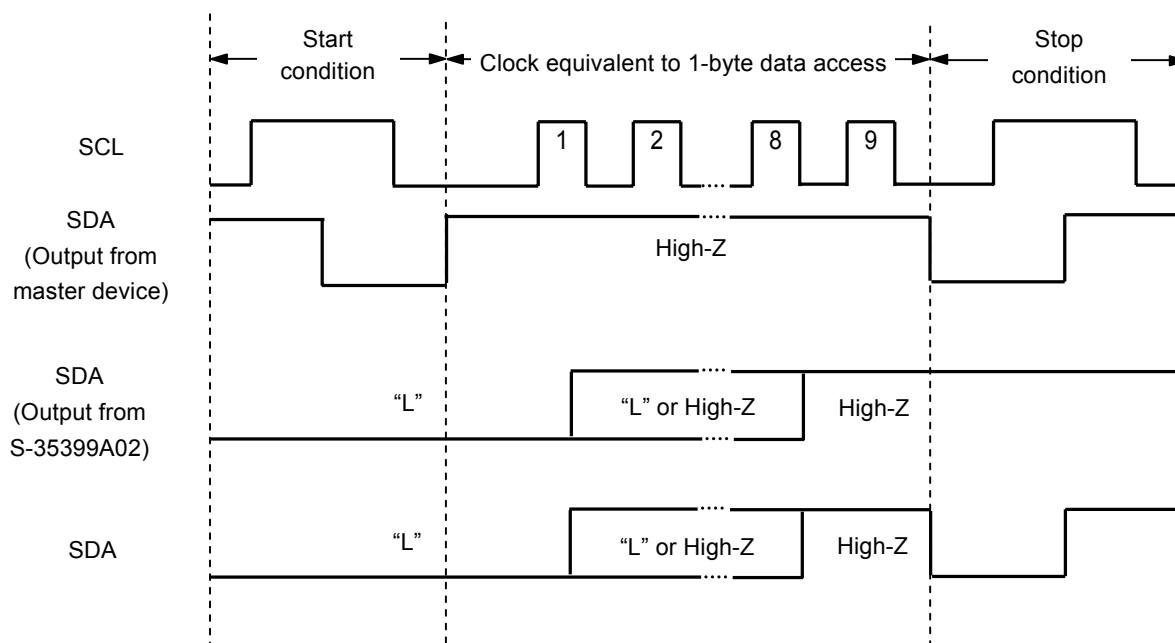 Start
condition
Clock equivalent to 1-byte data access
Stop
condition
SCL
1
2
8
9
SDA
(Output from
master device)
High-Z
SDA
(Output from
S-35399A02)
“L”
“L” or High-Z
High-Z
SDA
“L”
“L” or High-Z
High-Z